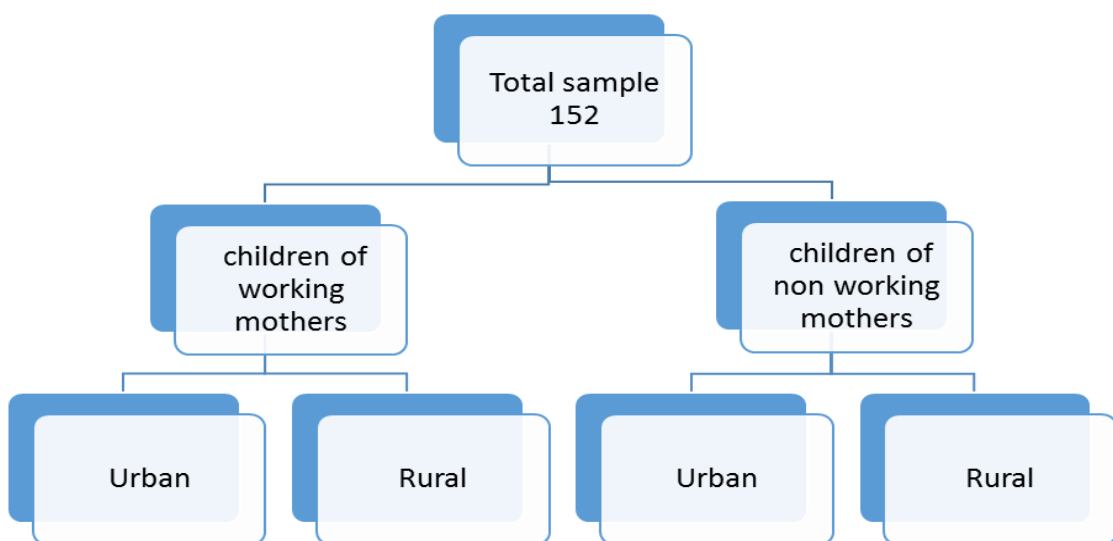 Total sample
152
children of
working
mothers
children of
non working
mothers
Urban
Rural
Urban
Rural